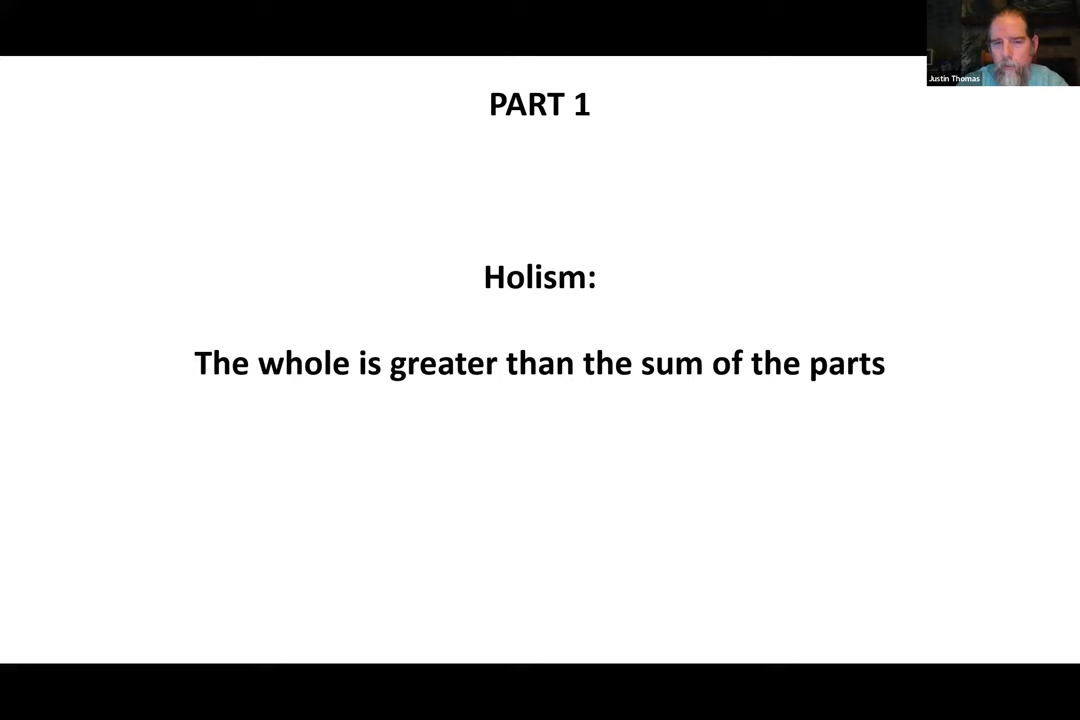 PART 1
Justin Thomas
Holism:
The whole is greater than the sum of the parts